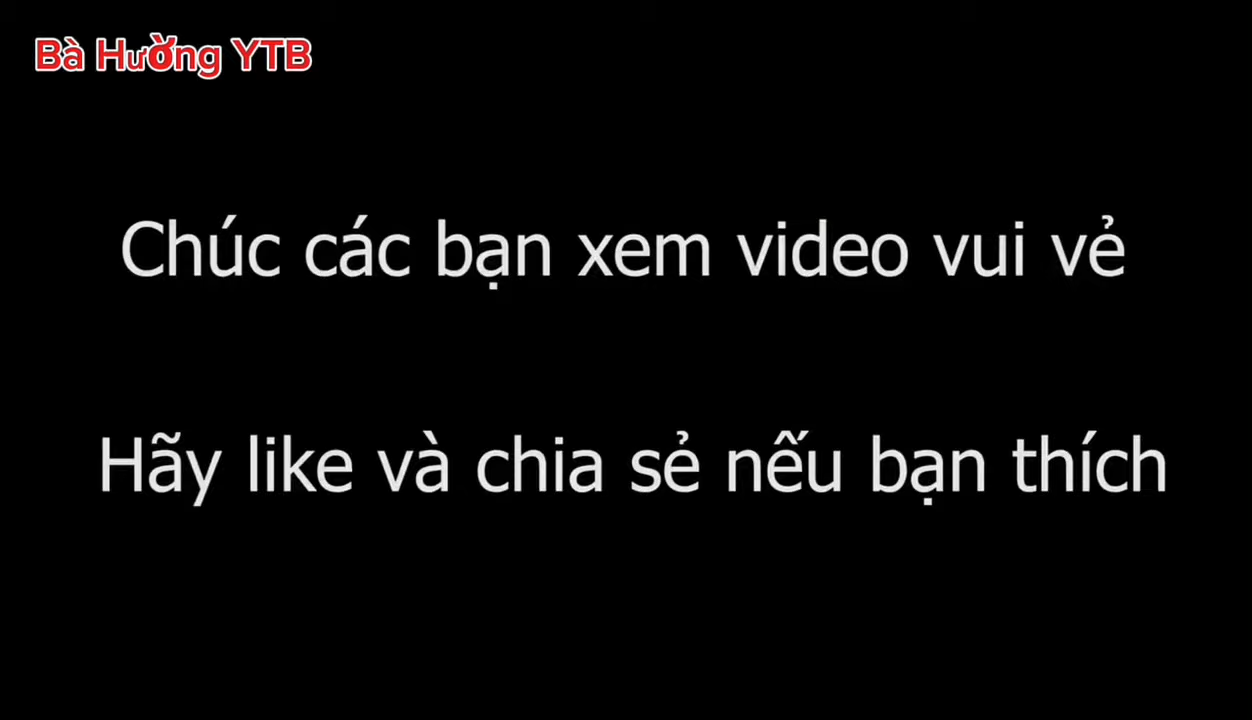 Bà Hường YTB
Chúc các bạn xem video vui vẻ
Hãy like và chia sẻ nếu bạn thích